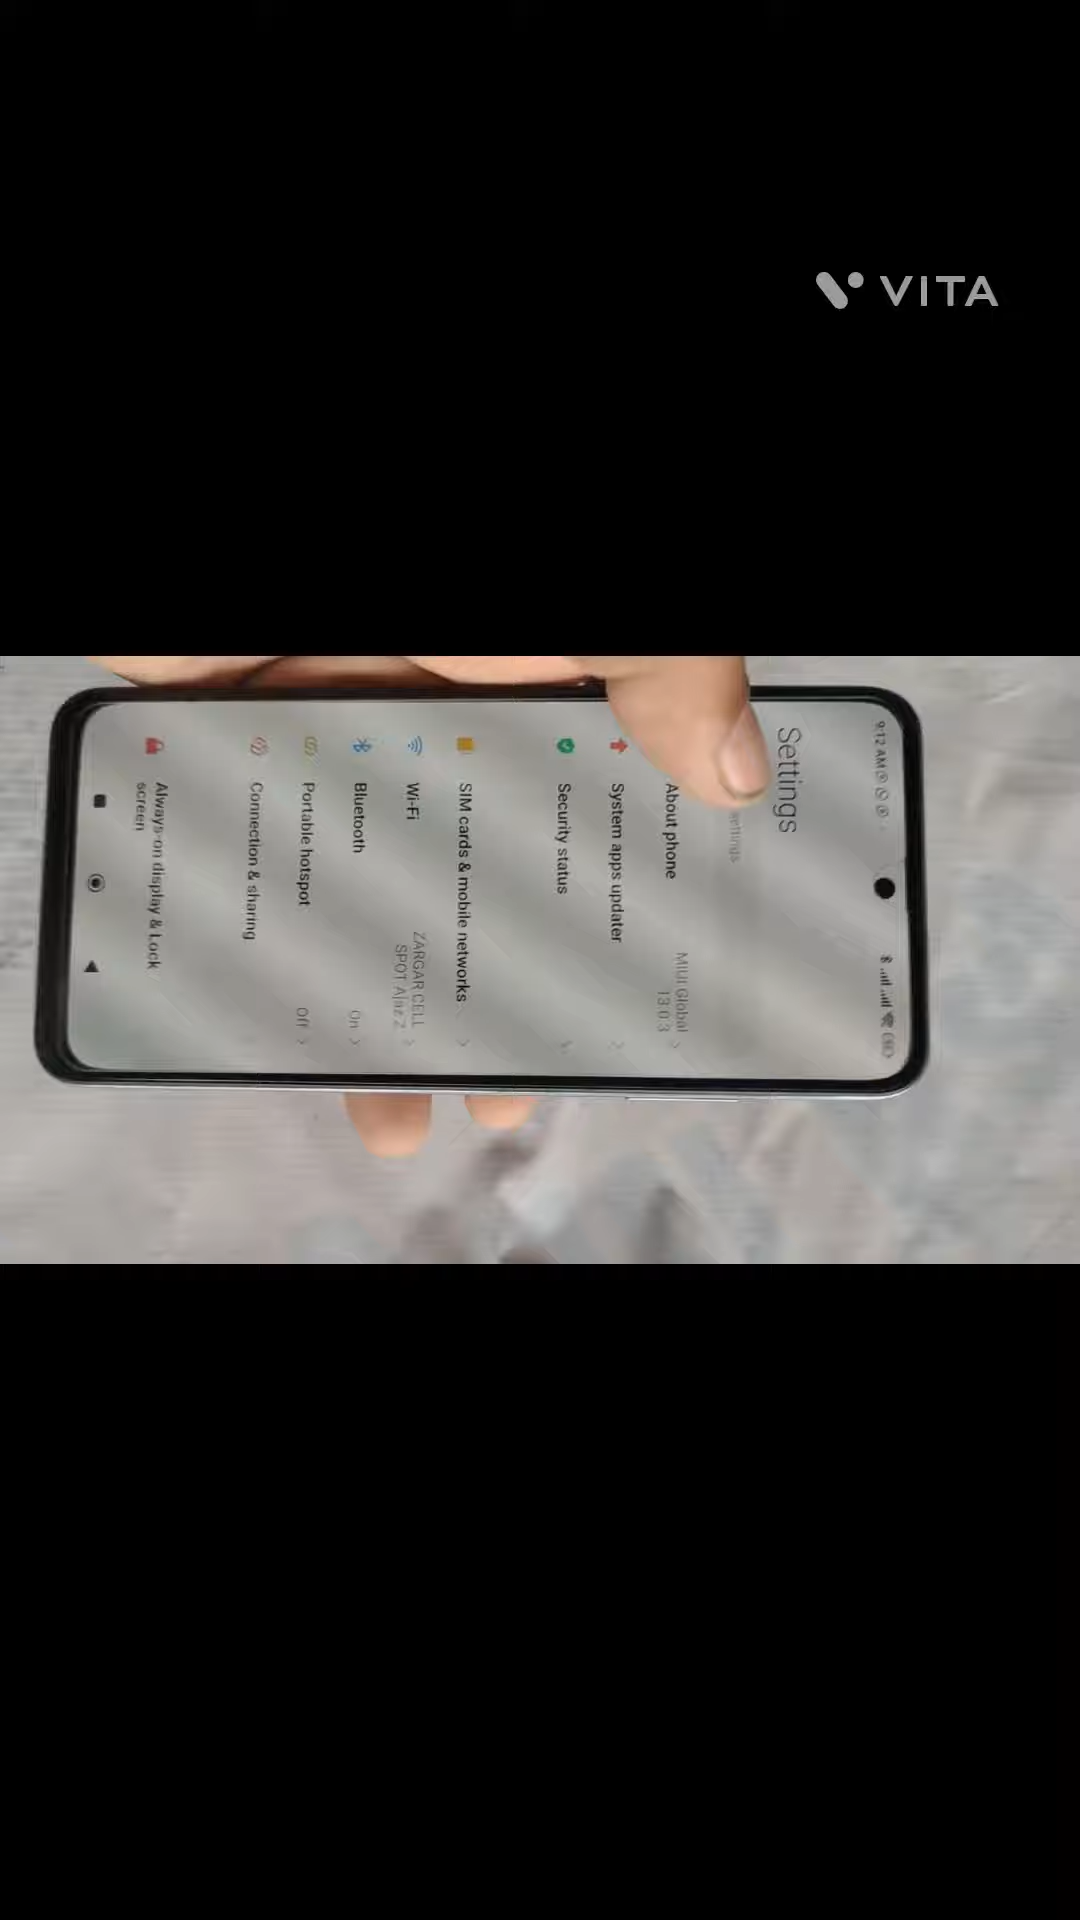 VITA
9:12 AM
Settings
settings
About phone
MIUI Global
13.0.3
System apps updater
Security status
SIM cards & mobile networks
Wi-Fi
ZARGAR CELL
SPOT Ajaz Z
Bluetooth
On
Portable hotspot
Off
Connection & sharing
Always-on display & Lock
screen